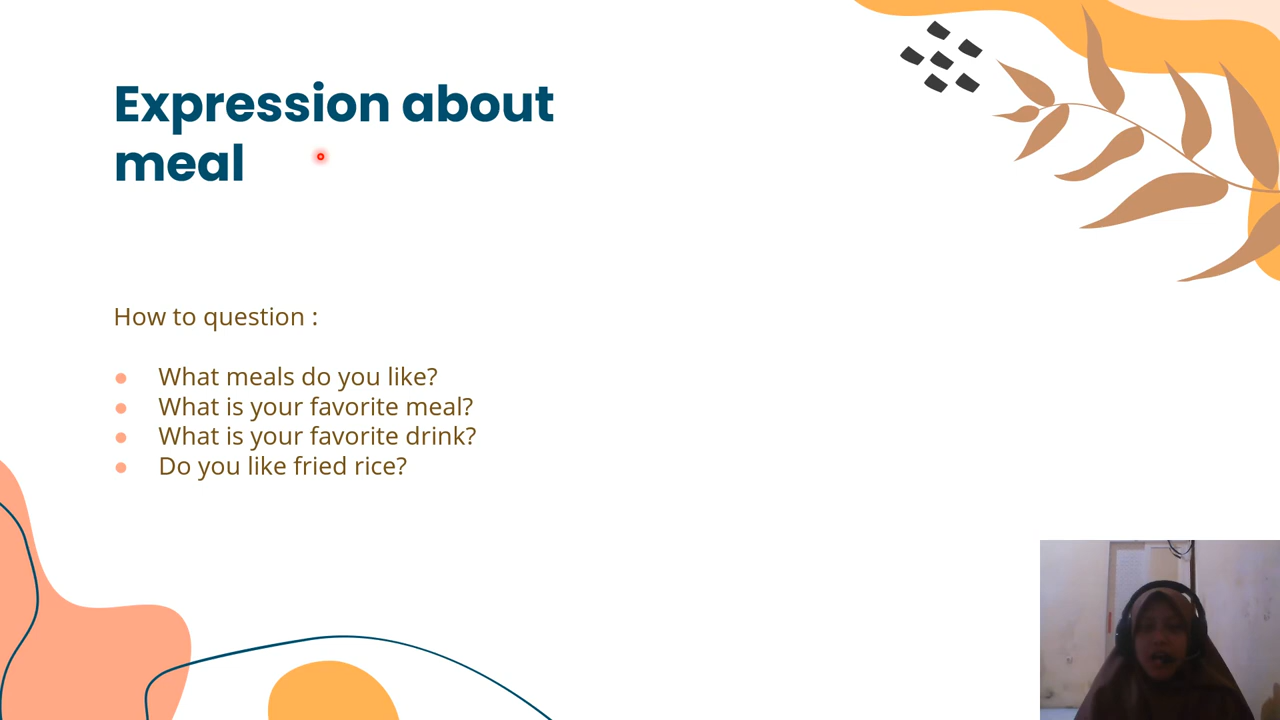 Expression about
meal
How to question :
What meals do you like?
What is your favorite meal?
What is your favorite drink?
Do you like fried rice?